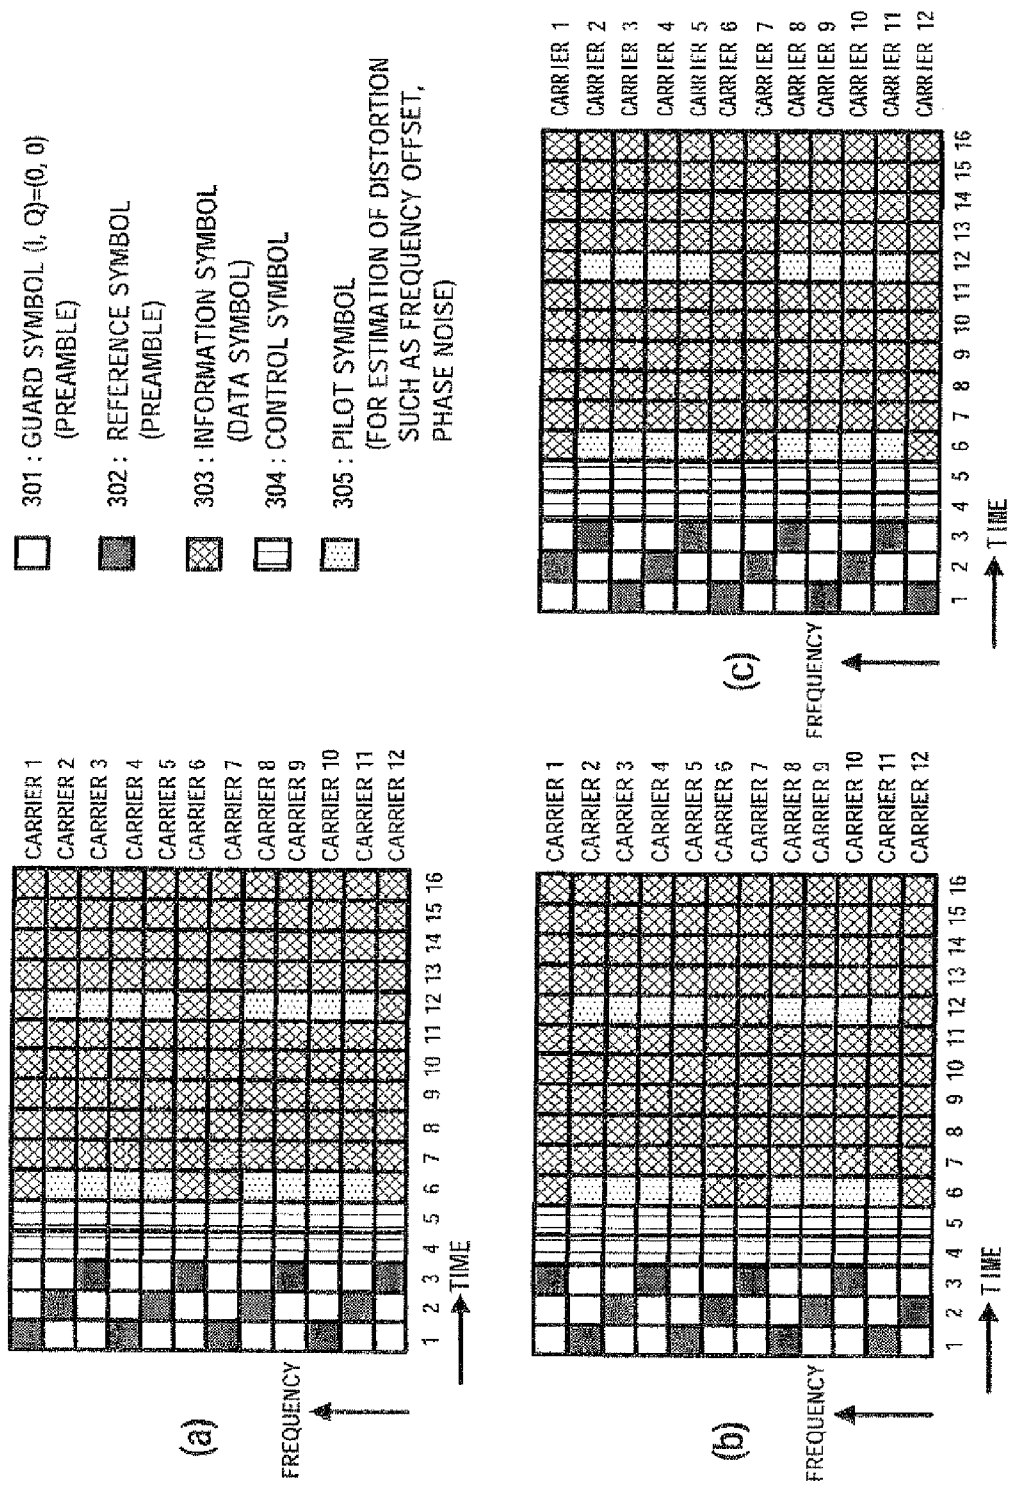 301 : GUARD SYMBOL (I, Q)=(0, 0)
(PREAMBLE)
302 : REFERENCE SYMBOL
(PREAMBLE)
303 : INFORMATION SYMBOL
(DATA SYMBOL)
304 : CONTROL SYMBOL
305 : PILOT SYMBOL
(FOR ESTIMATION OF DISTORTION
SUCH AS FREQUENCY OFFSET,
PHASE NOISE)
(a)
FREQUENCY
CARRIER 1
CARRIER 2
CARRIER 3
CARRIER 4
CARRIER 5
CARRIER 6
CARRIER 7
CARRIER 8
CARRIER 9
CARRIER 10
CARRIER 11
CARRIER 12
1 2 3 4 5 6 7 8 9 10 11 12 13 14 15 16
TIME
(b)
FREQUENCY
CARRIER 1
CARRIER 2
CARRIER 3
CARRIER 4
CARRIER 5
CARRIER 6
CARRIER 7
CARRIER 8
CARRIER 9
CARRIER 10
CARRIER 11
CARRIER 12
1 2 3 4 5 6 7 8 9 10 11 12 13 14 15 16
TIME
(c)
FREQUENCY
CARRIER 1
CARRIER 2
CARRIER 3
CARRIER 4
CARRIER 5
CARRIER 6
CARRIER 7
CARRIER 8
CARRIER 9
CARRIER 10
CARRIER 11
CARRIER 12
1 2 3 4 5 6 7 8 9 10 11 12 13 14 15 16
TIME